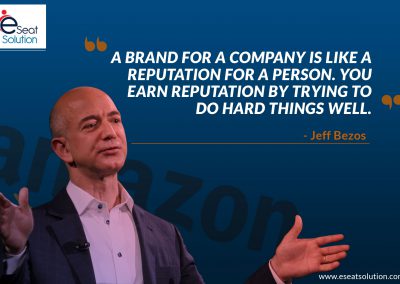 eSeat
Solution
A BRAND FOR A COMPANY IS LIKE A
REPUTATION FOR A PERSON. YOU
EARN REPUTATION BY TRYING TO
DO HARD THINGS WELL.
- Jeff Bezos
amazon
www.eseatsolution.com